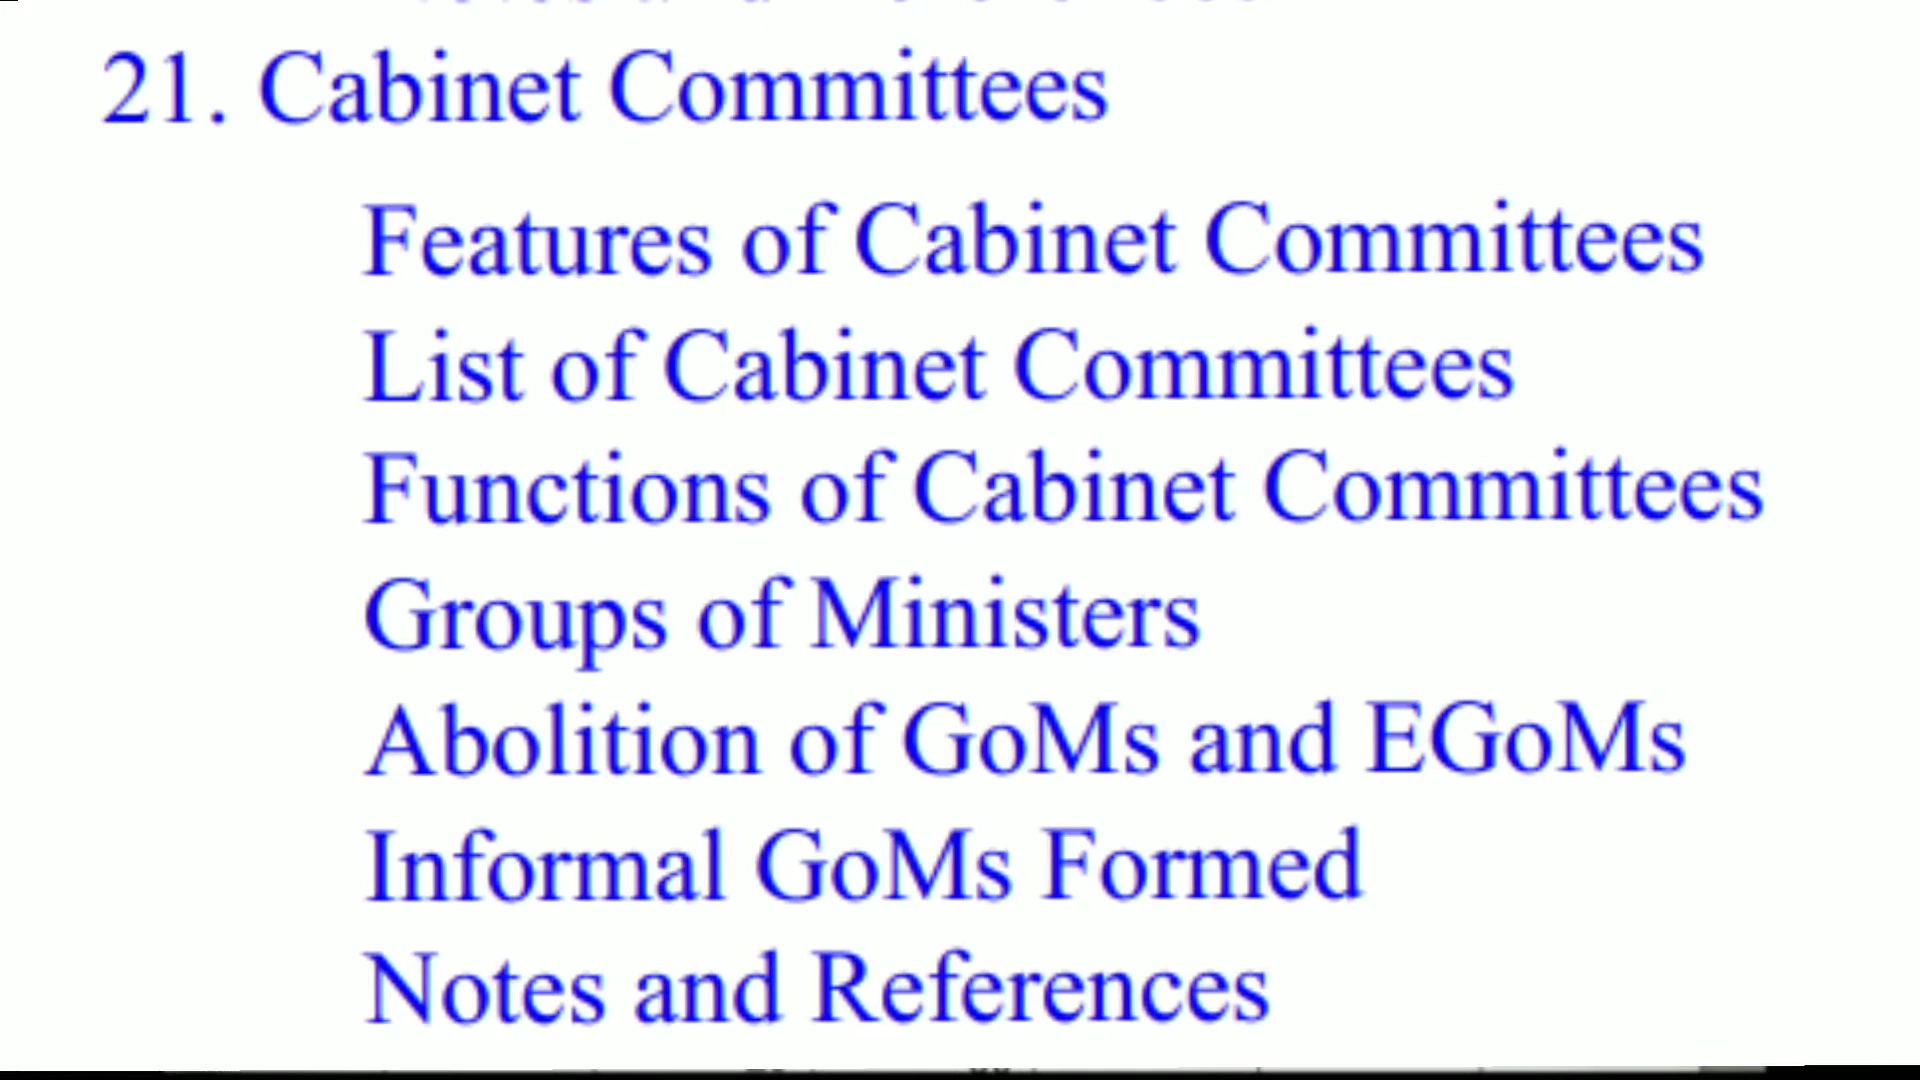 21. Cabinet Committees
Features of Cabinet Committees
List of Cabinet Committees
Functions of Cabinet Committees
Groups of Ministers
Abolition of GoMs and EGoMs
Informal GoMs Formed
Notes and References